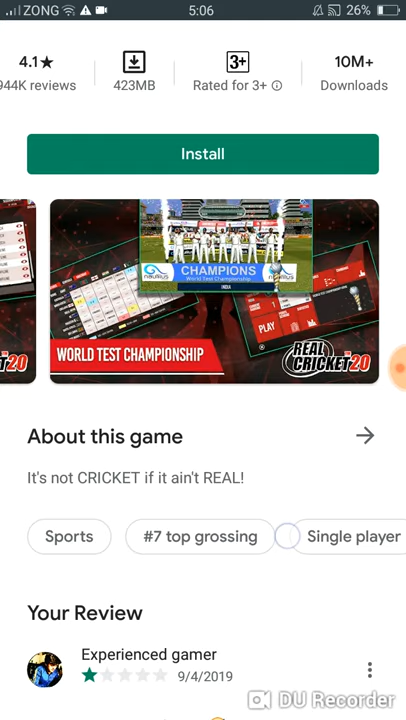 ZONG 5:06 26%
4.1★ 3+ 10M+
944K reviews 423MB Rated for 3+ Downloads
Install
CHAMPIONS
World Test Championship
INDIA
PLAY
WORLD TEST CHAMPIONSHIP
REAL
CRICKET 20
About this game
It's not CRICKET if it ain't REAL!
Sports #7 top grossing Single player
Your Review
Experienced gamer
9/4/2019
DU Recorder